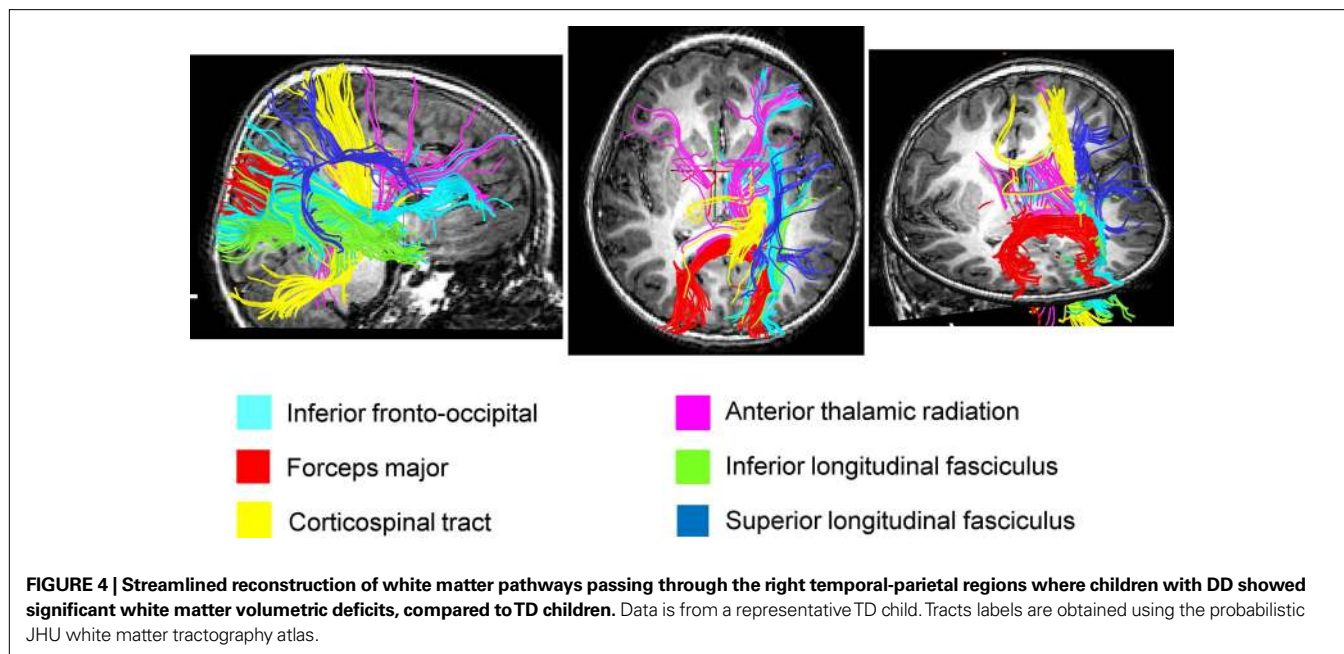 Inferior fronto-occipital
Forceps major
Corticospinal tract
Anterior thalamic radiation
Inferior longitudinal fasciculus
Superior longitudinal fasciculus
FIGURE 4 | Streamlined reconstruction of white matter pathways passing through the right temporal-parietal regions where children with DD showed
significant white matter volumetric deficits, compared to TD children. Data is from a representative TD child. Tracts labels are obtained using the probabilistic
JHU white matter tractography atlas.